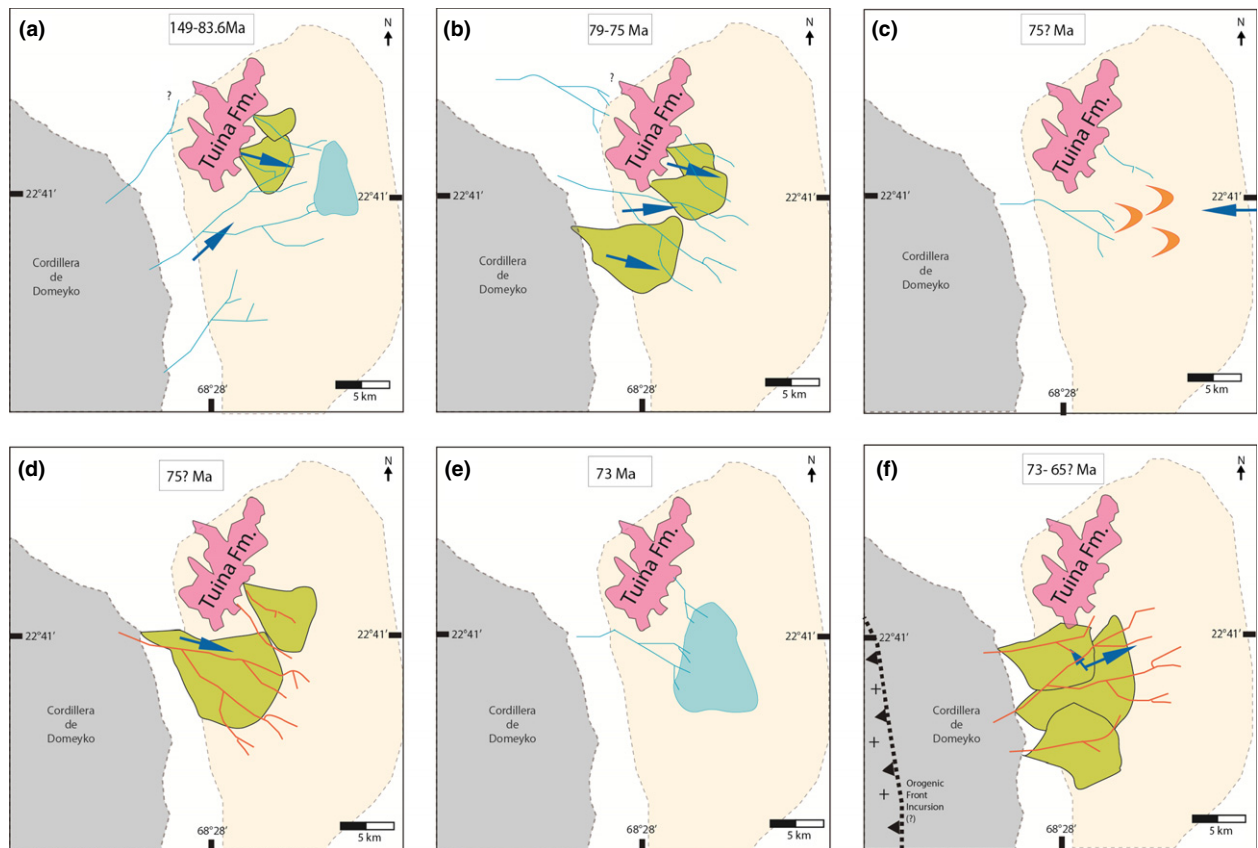 (a)
149-83.6Ma
N
?
Tuina Fm.
22°41'
22°41'
Cordillera
de
Domeyko
68°28'
5 km
(b)
79-75 Ma
N
?
Tuina Fm.
22°41'
22°41'
Cordillera
de
Domeyko
68°28'
5 km
(c)
75? Ma
N
Tuina Fm.
22°41'
22°41'
Cordillera
de
Domeyko
68°28'
5 km
(d)
75? Ma
N
Tuina Fm.
22°41'
22°41'
Cordillera
de
Domeyko
68°28'
5 km
(e)
73 Ma
N
Tuina Fm.
22°41'
22°41'
Cordillera
de
Domeyko
68°28'
5 km
(f)
73- 65? Ma
N
Tuina Fm.
22°41'
22°41'
Cordillera
de
Domeyko
Orogenic
Front
Incursion
(?)
68°28'
5 km